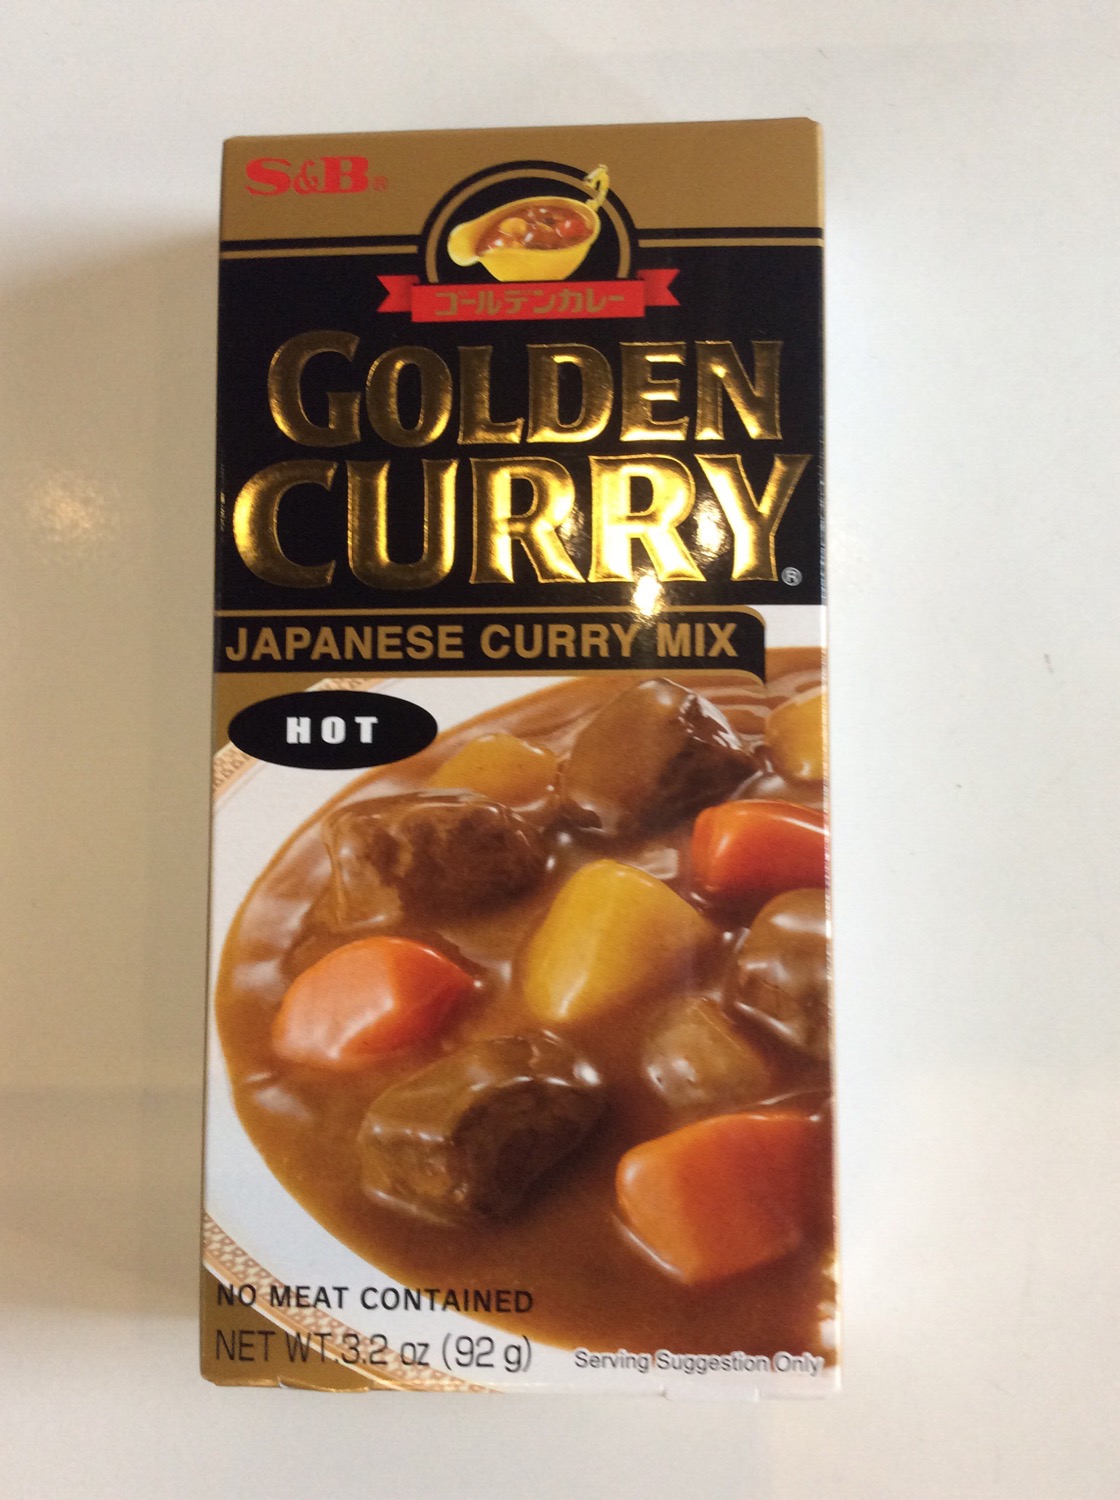 S&B®
ゴールデンカレー
GOLDEN
CURRY®
JAPANESE CURRY MIX
HOT
NO MEAT CONTAINED
NET WT.3.2 oz (92 g)
Serving Suggestion Only